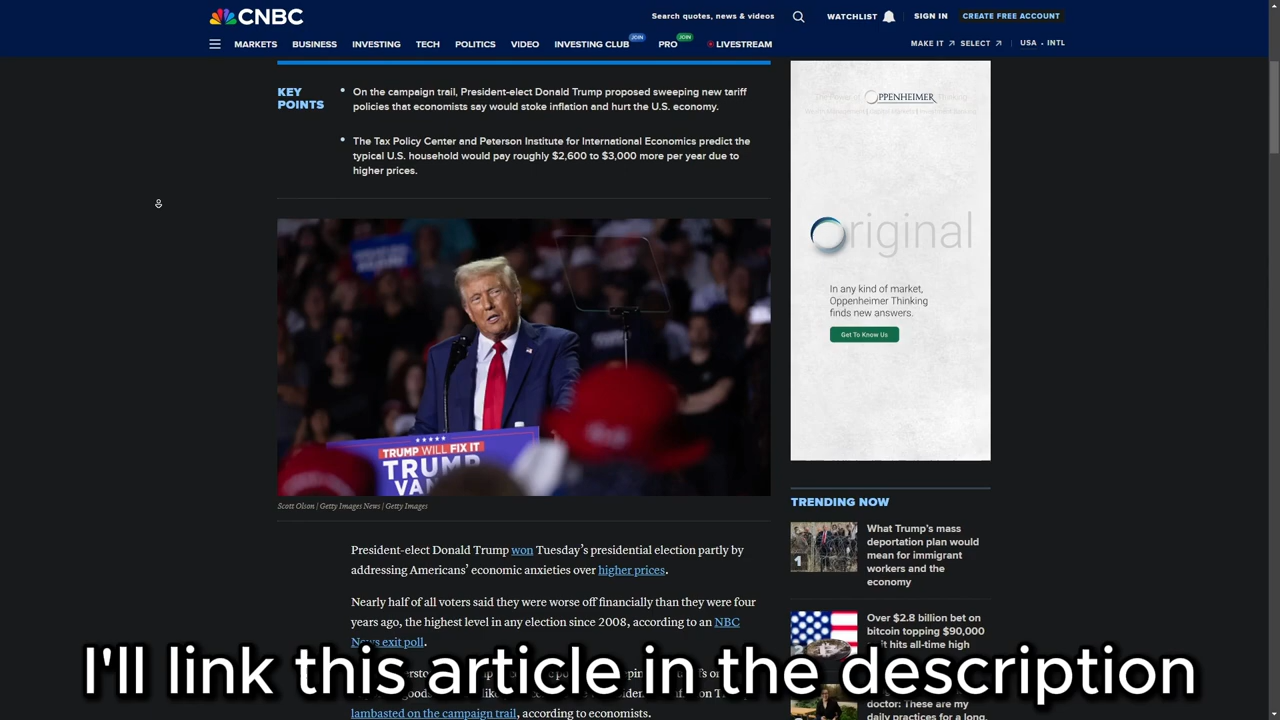 CNBC
Search quotes, news & videos
WATCHLIST
SIGN IN
CREATE FREE ACCOUNT
MARKETS
BUSINESS
INVESTING
TECH
POLITICS
VIDEO
INVESTING CLUB
JOIN
PRO
JOIN
LIVESTREAM
MAKE IT
SELECT
USA • INTL
KEY
POINTS
On the campaign trail, President-elect Donald Trump proposed sweeping new tariff
policies that economists say would stoke inflation and hurt the U.S. economy.
The Tax Policy Center and Peterson Institute for International Economics predict the
typical U.S. household would pay roughly $2,600 to $3,000 more per year due to
higher prices.
TRUMP WILL FIX IT
TRUMP
Scott Olson | Getty Images News | Getty Images
President-elect Donald Trump won Tuesday's presidential election partly by
addressing Americans' economic anxieties over higher prices.
Nearly half of all voters said they were worse off financially than they were four
years ago, the highest level in any election since 2008, according to an NBC
News exit poll.
lambasted on the campaign trail, according to economists.
OPPENHEIMER
Original
In any kind of market,
Oppenheimer Thinking
finds new answers.
Get To Know Us
TRENDING NOW
1
What Trump's mass
deportation plan would
mean for immigrant
workers and the
economy
Over $2.8 billion bet on
bitcoin topping $90,000
it hits all-time high
doctor: These are my
daily practices for a long,
I'll link this article in the description